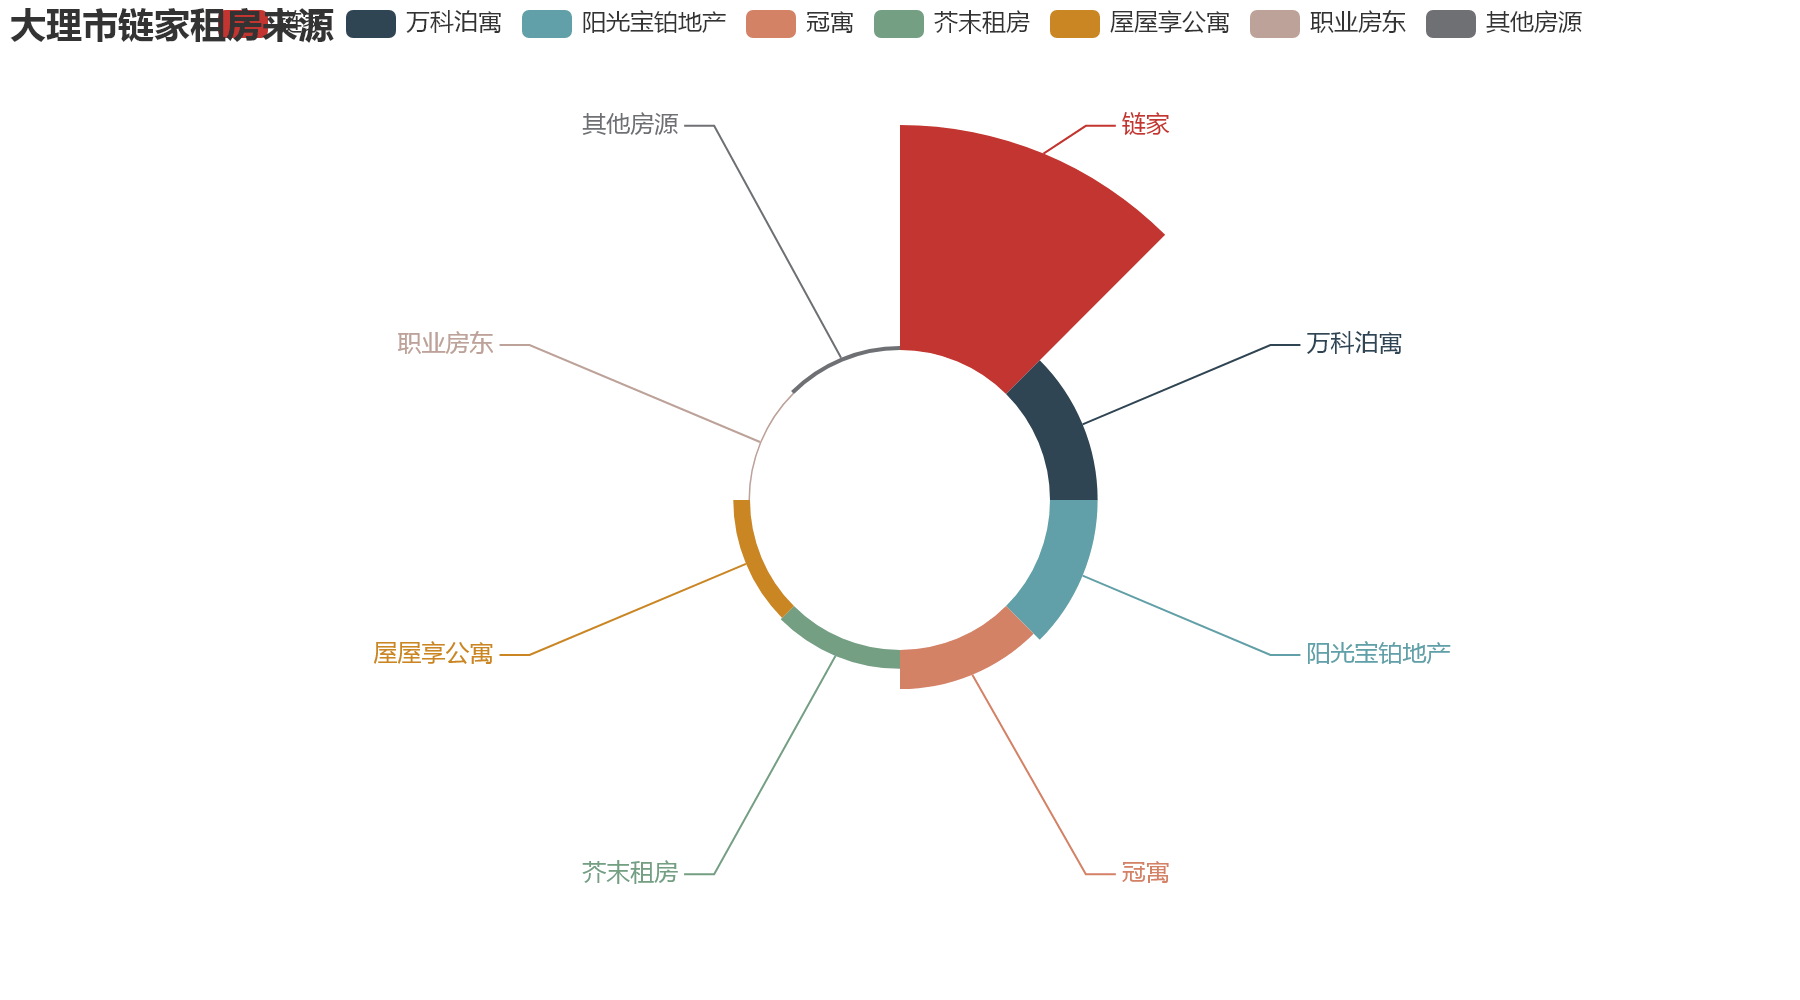 大理市链家租房来源
万科泊寓 阳光宝铂地产 冠寓 芥末租房 屋屋享公寓 职业房东 其他房源
其他房源
链家
职业房东
万科泊寓
屋屋享公寓
阳光宝铂地产
芥末租房
冠寓